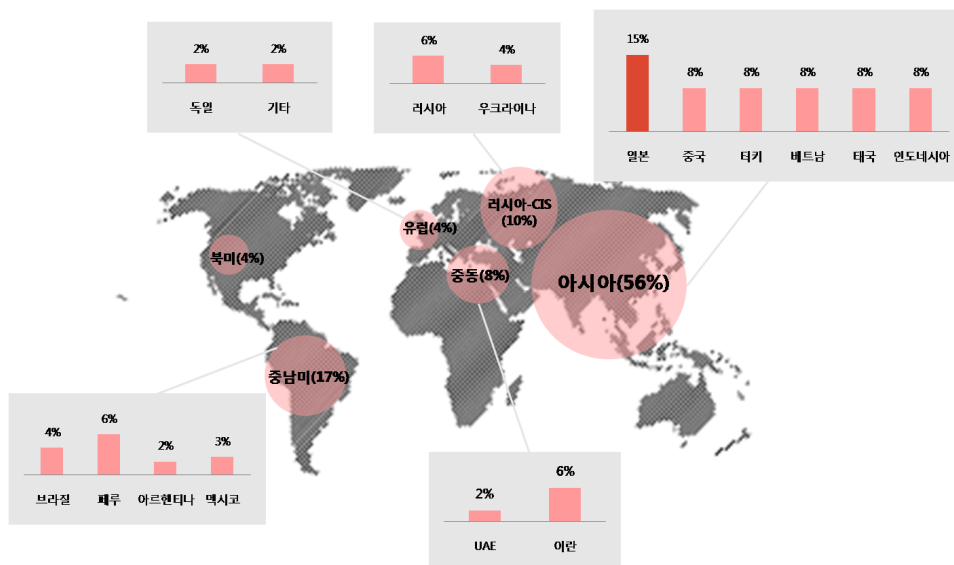 2% 2%
독일 기타
6% 4%
러시아 우크라이나
15% 8% 8% 8% 8% 8%
일본 중국 터키 베트남 태국 인도네시아
러시아-CIS
(10%)
유럽(4%)
북미(4%)
중동(8%)
아시아(56%)
중남미(17%)
4% 6% 2% 3%
브라질 페루 아르헨티나 멕시코
2% 6%
UAE 이란